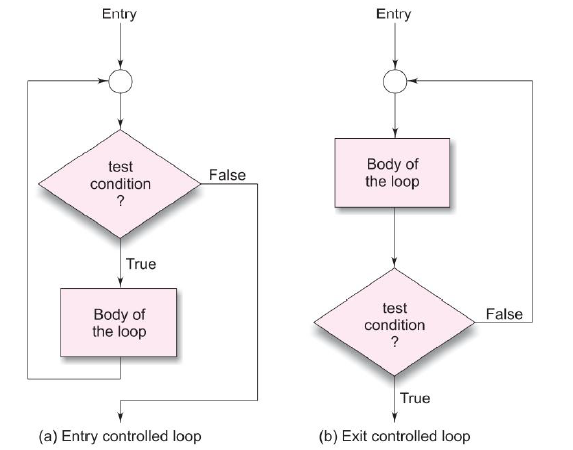 Entry
test
condition
?
False
True
Body of
the loop
(a) Entry controlled loop
Entry
Body of
the loop
test
condition
?
False
True
(b) Exit controlled loop